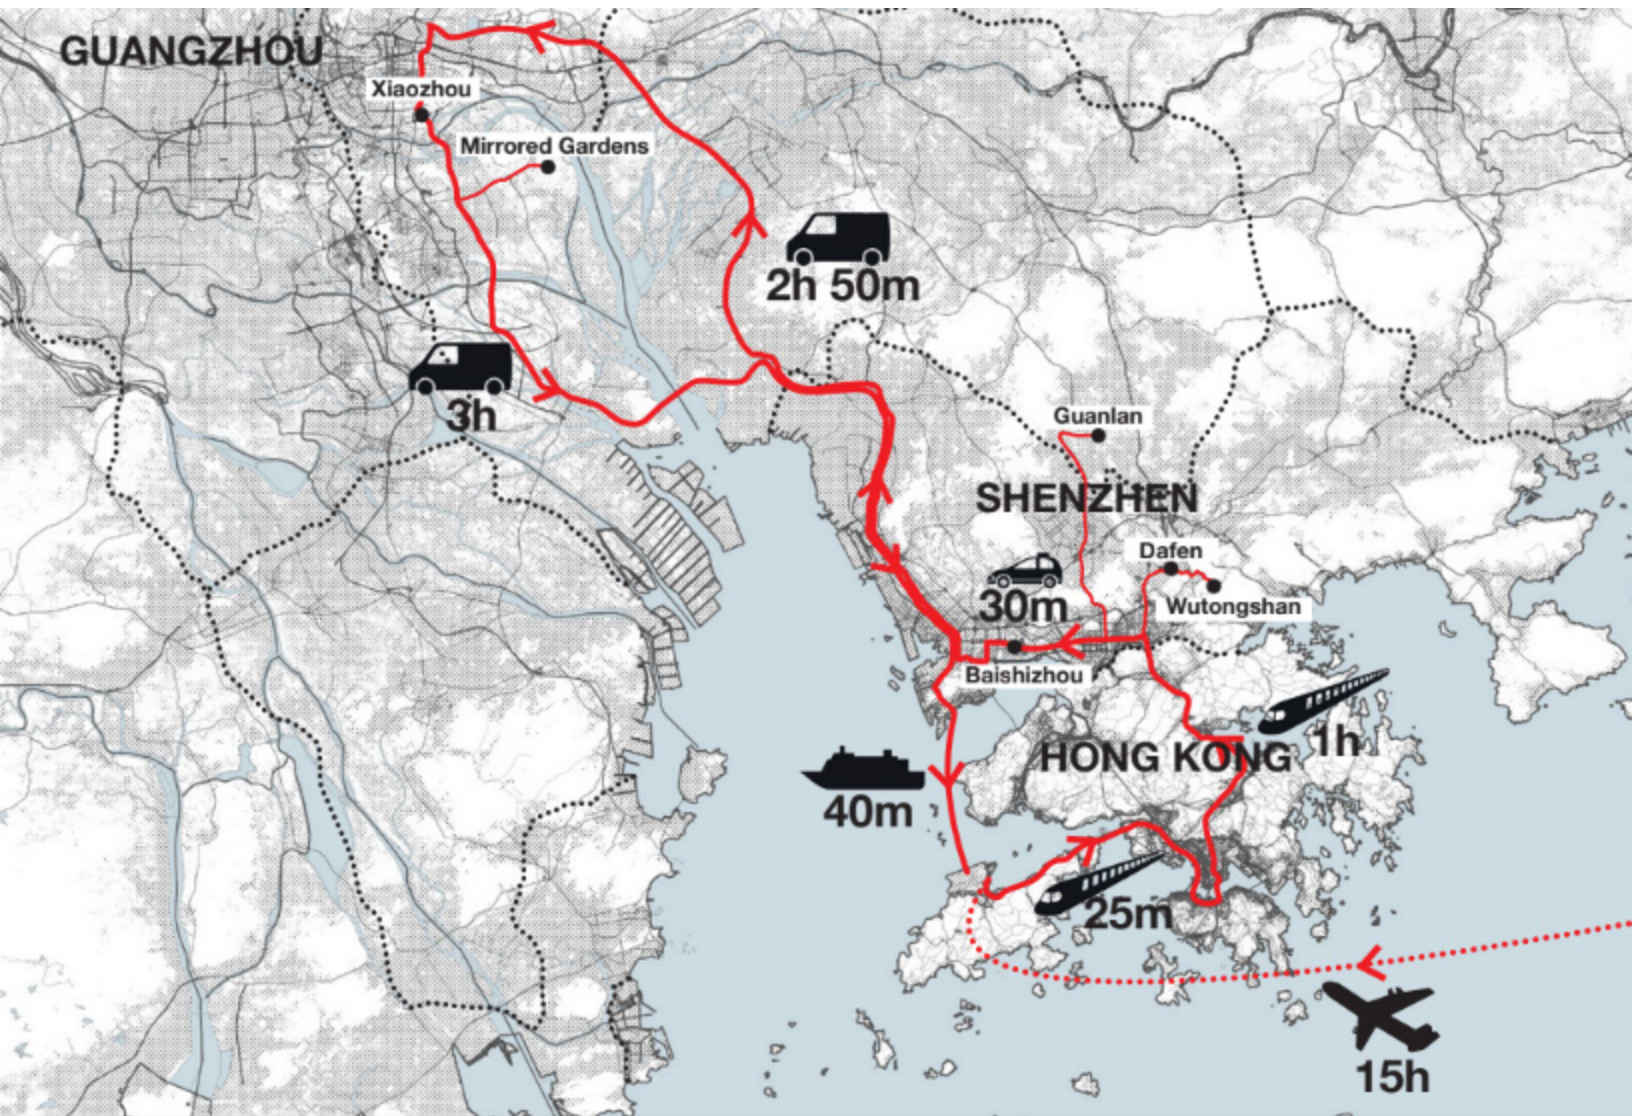 GUANGZHOU
Xiaozhou
Mirrored Gardens
2h 50m
3h
Guanlan
SHENZHEN
Dafen
30m
Wutongshan
Baishizhou
1h
HONG KONG
40m
25m
15h